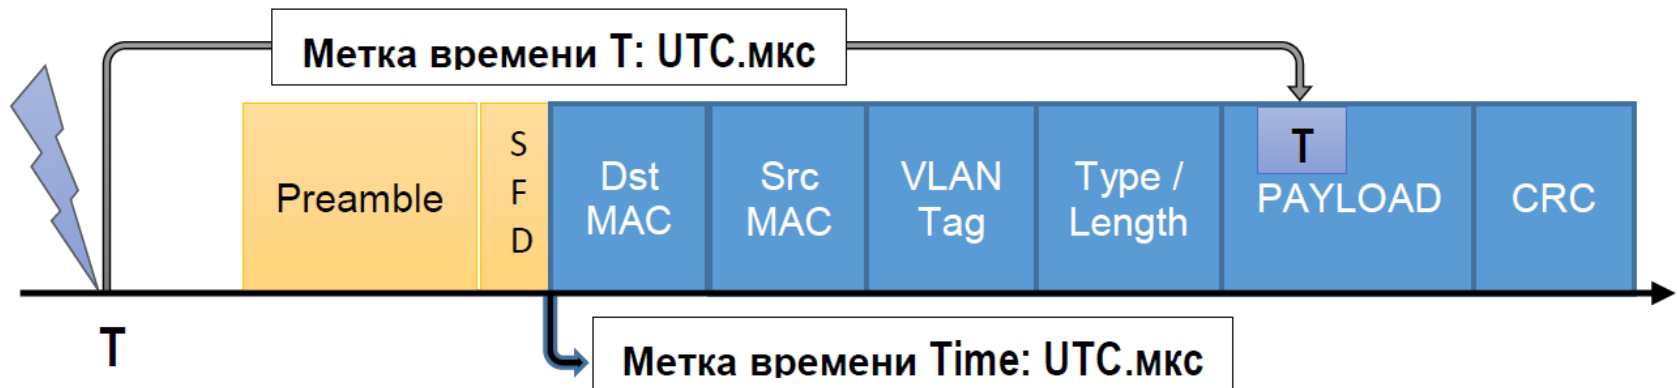 Метка времени T: UTC.мкс
Preamble
S
F
D
Dst
MAC
Src
MAC
VLAN
Tag
Type /
Length
T
PAYLOAD
CRC
T
Метка времени Time: UTC.мкс